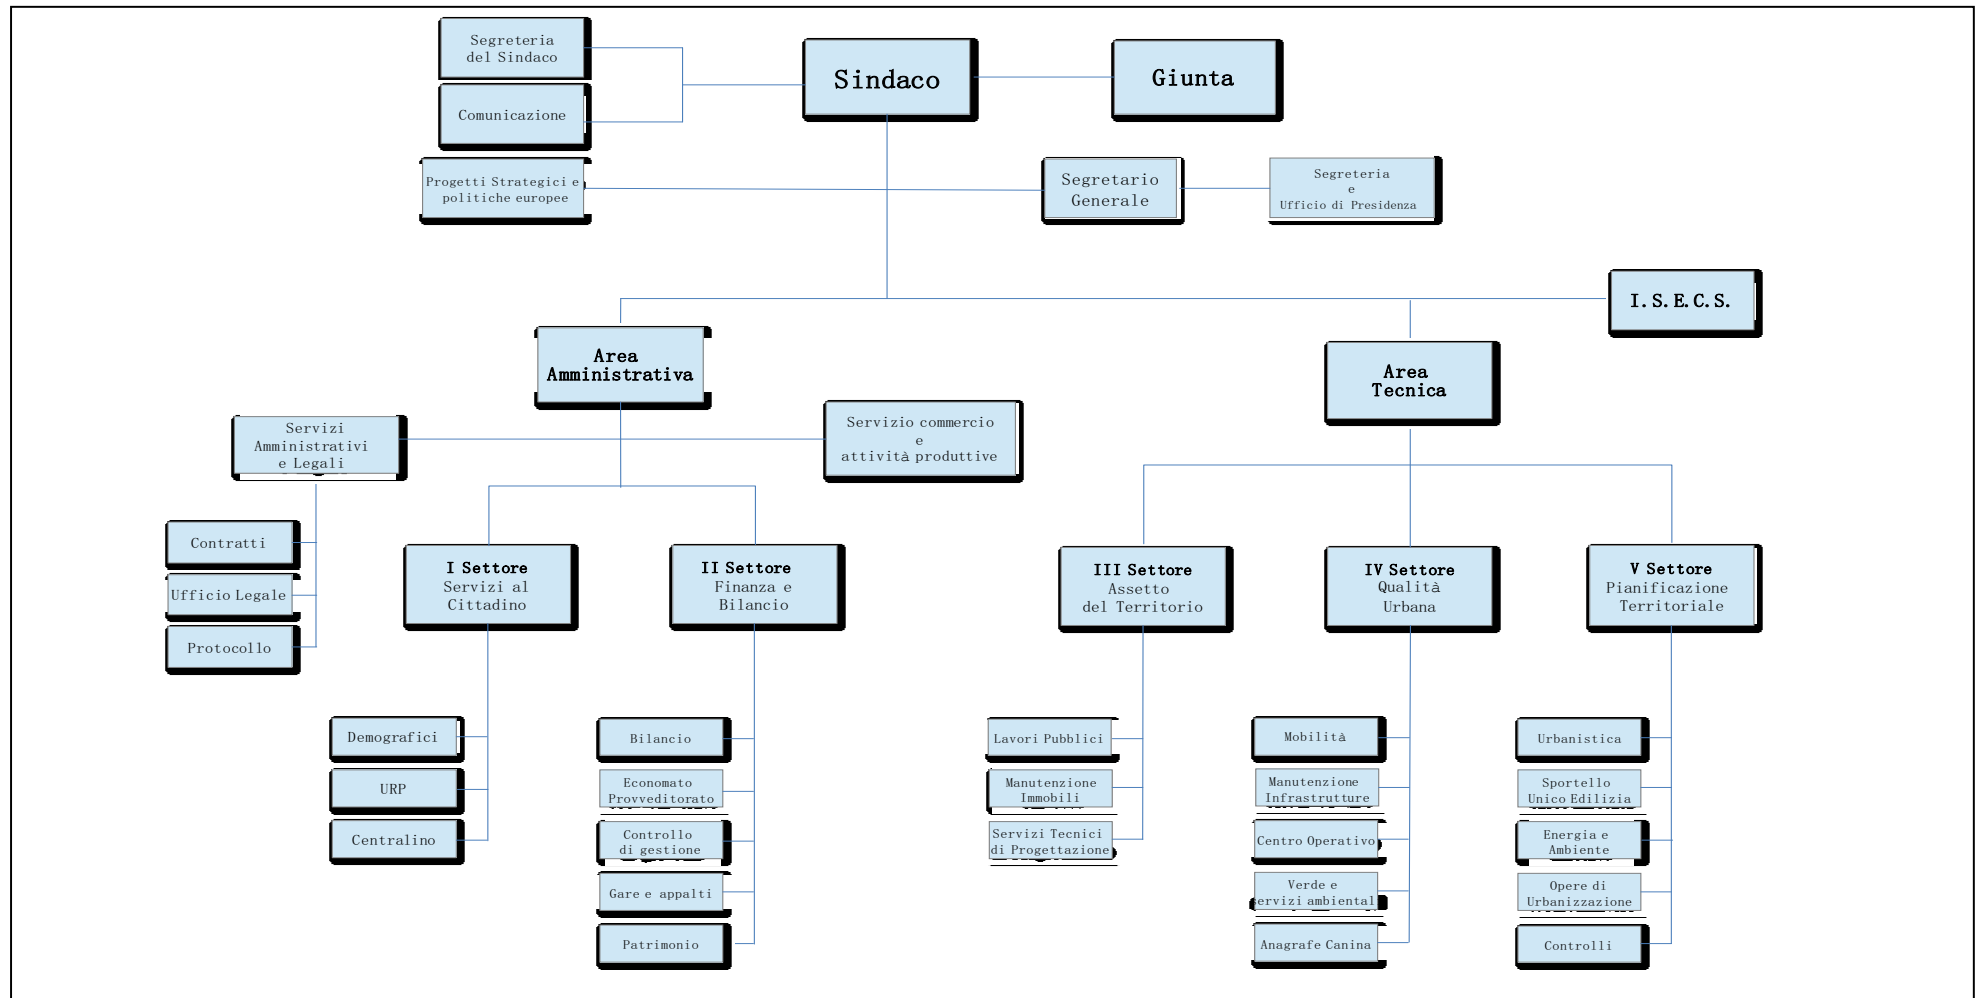 Segreteria
del Sindaco
Sindaco
Giunta
Comunicazione
Progetti Strategici e
politiche europee
Segretario
Generale
Segreteria
e
Ufficio di Presidenza
I.S.E.C.S.
Area
Amministrativa
Area
Tecnica
Servizi
Amministrativi
e Legali
Servizio commercio
e
attività produttive
Contratti
Ufficio Legale
Protocollo
I Settore
Servizi al
Cittadino
II Settore
Finanza e
Bilancio
III Settore
Assetto
del Territorio
IV Settore
Qualità
Urbana
V Settore
Pianificazione
Territoriale
Demografici
URP
Centralino
Bilancio
Economato
Provveditorato
Controllo
di gestione
Gare e appalti
Patrimonio
Lavori Pubblici
Manutenzione
Immobili
Servizi Tecnici
di Progettazione
Mobilità
Manutenzione
Infrastrutture
Centro Operativo
Verde e
ervizi ambiental
Anagrafe Canina
Urbanistica
Sportello
Unico Edilizia
Energia e
Ambiente
Opere di
Urbanizzazione
Controlli